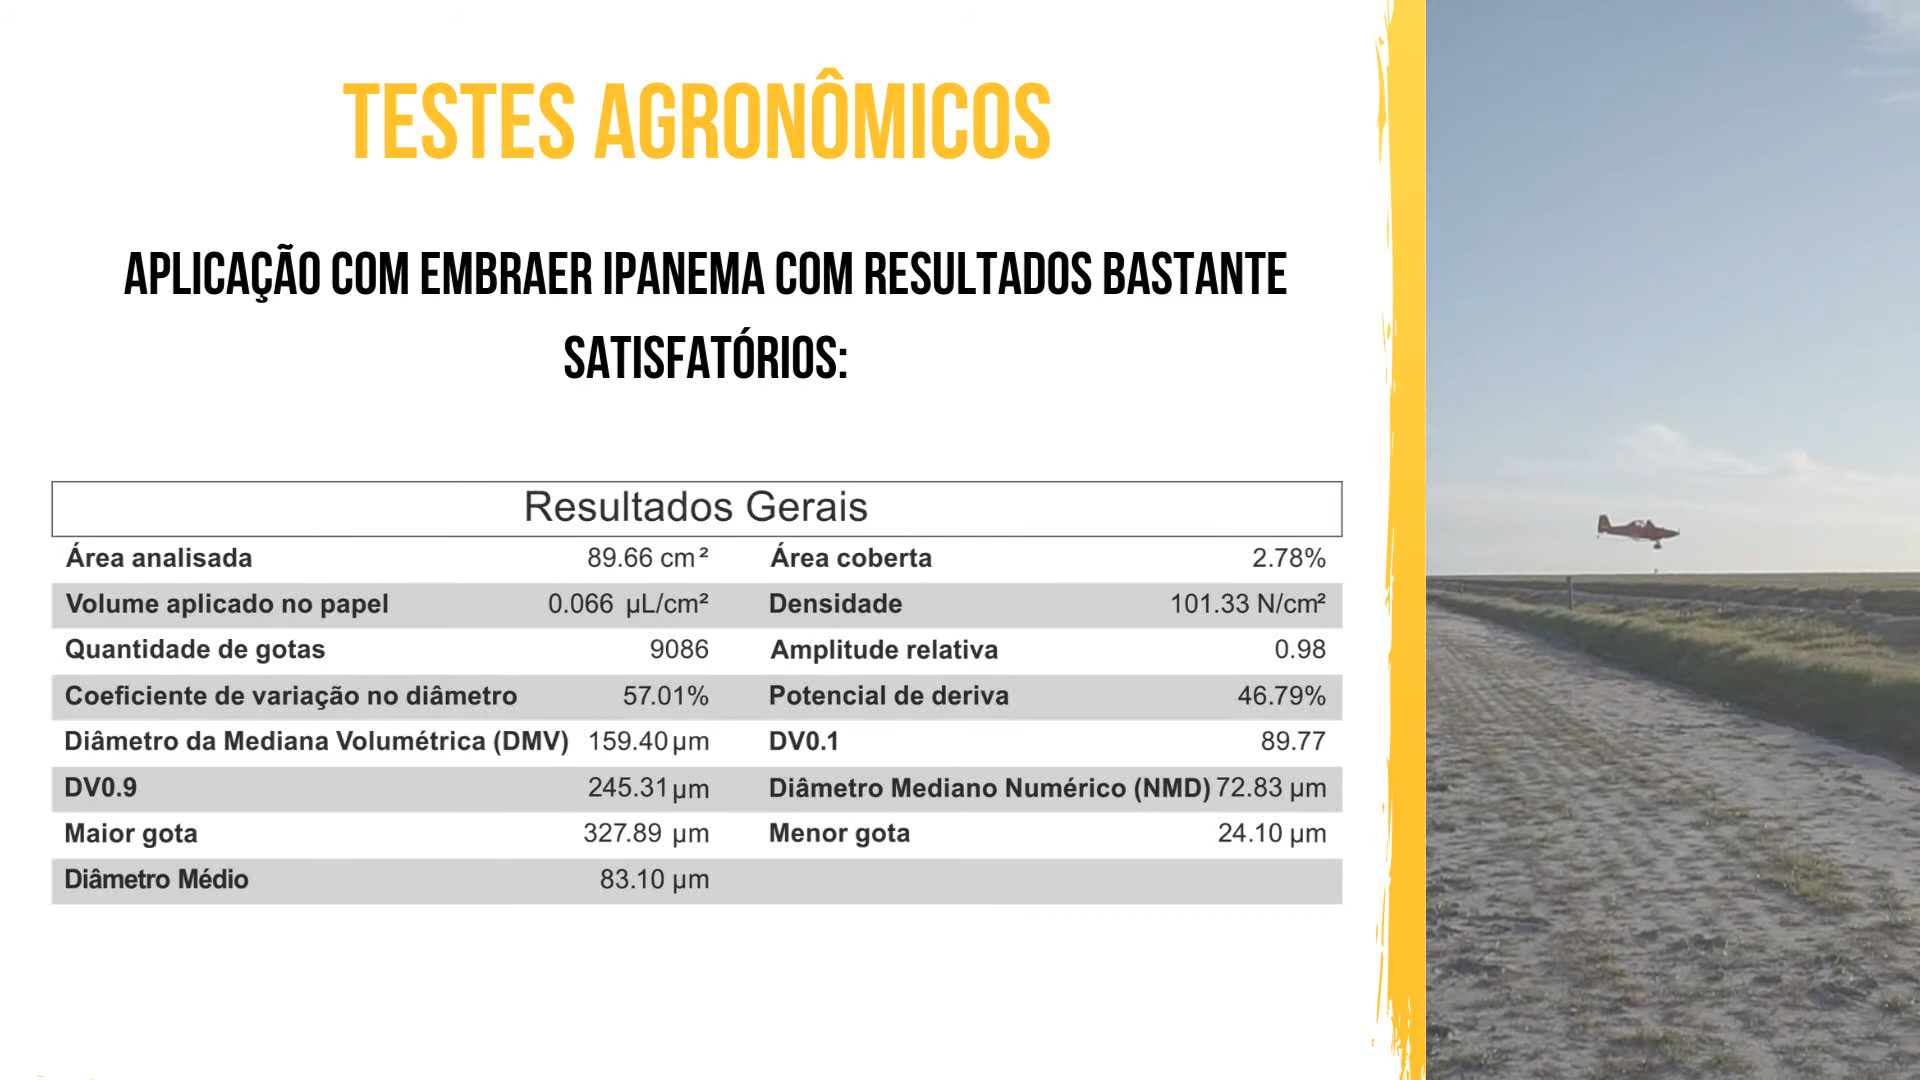 TESTES AGRONÔMICOS
APLICAÇÃO COM EMBRAER IPANEMA COM RESULTADOS BASTANTE
SATISFATÓRIOS:
Resultados Gerais
Área analisada 89.66 cm² Área coberta 2.78%
Volume aplicado no papel 0.066 µL/cm² Densidade 101.33 N/cm²
Quantidade de gotas 9086 Amplitude relativa 0.98
Coeficiente de variação no diâmetro 57.01% Potencial de deriva 46.79%
Diâmetro da Mediana Volumétrica (DMV) 159.40 µm DV0.1 89.77
DV0.9 245.31 µm Diâmetro Mediano Numérico (NMD) 72.83 µm
Maior gota 327.89 µm Menor gota 24.10 µm
Diâmetro Médio 83.10 µm